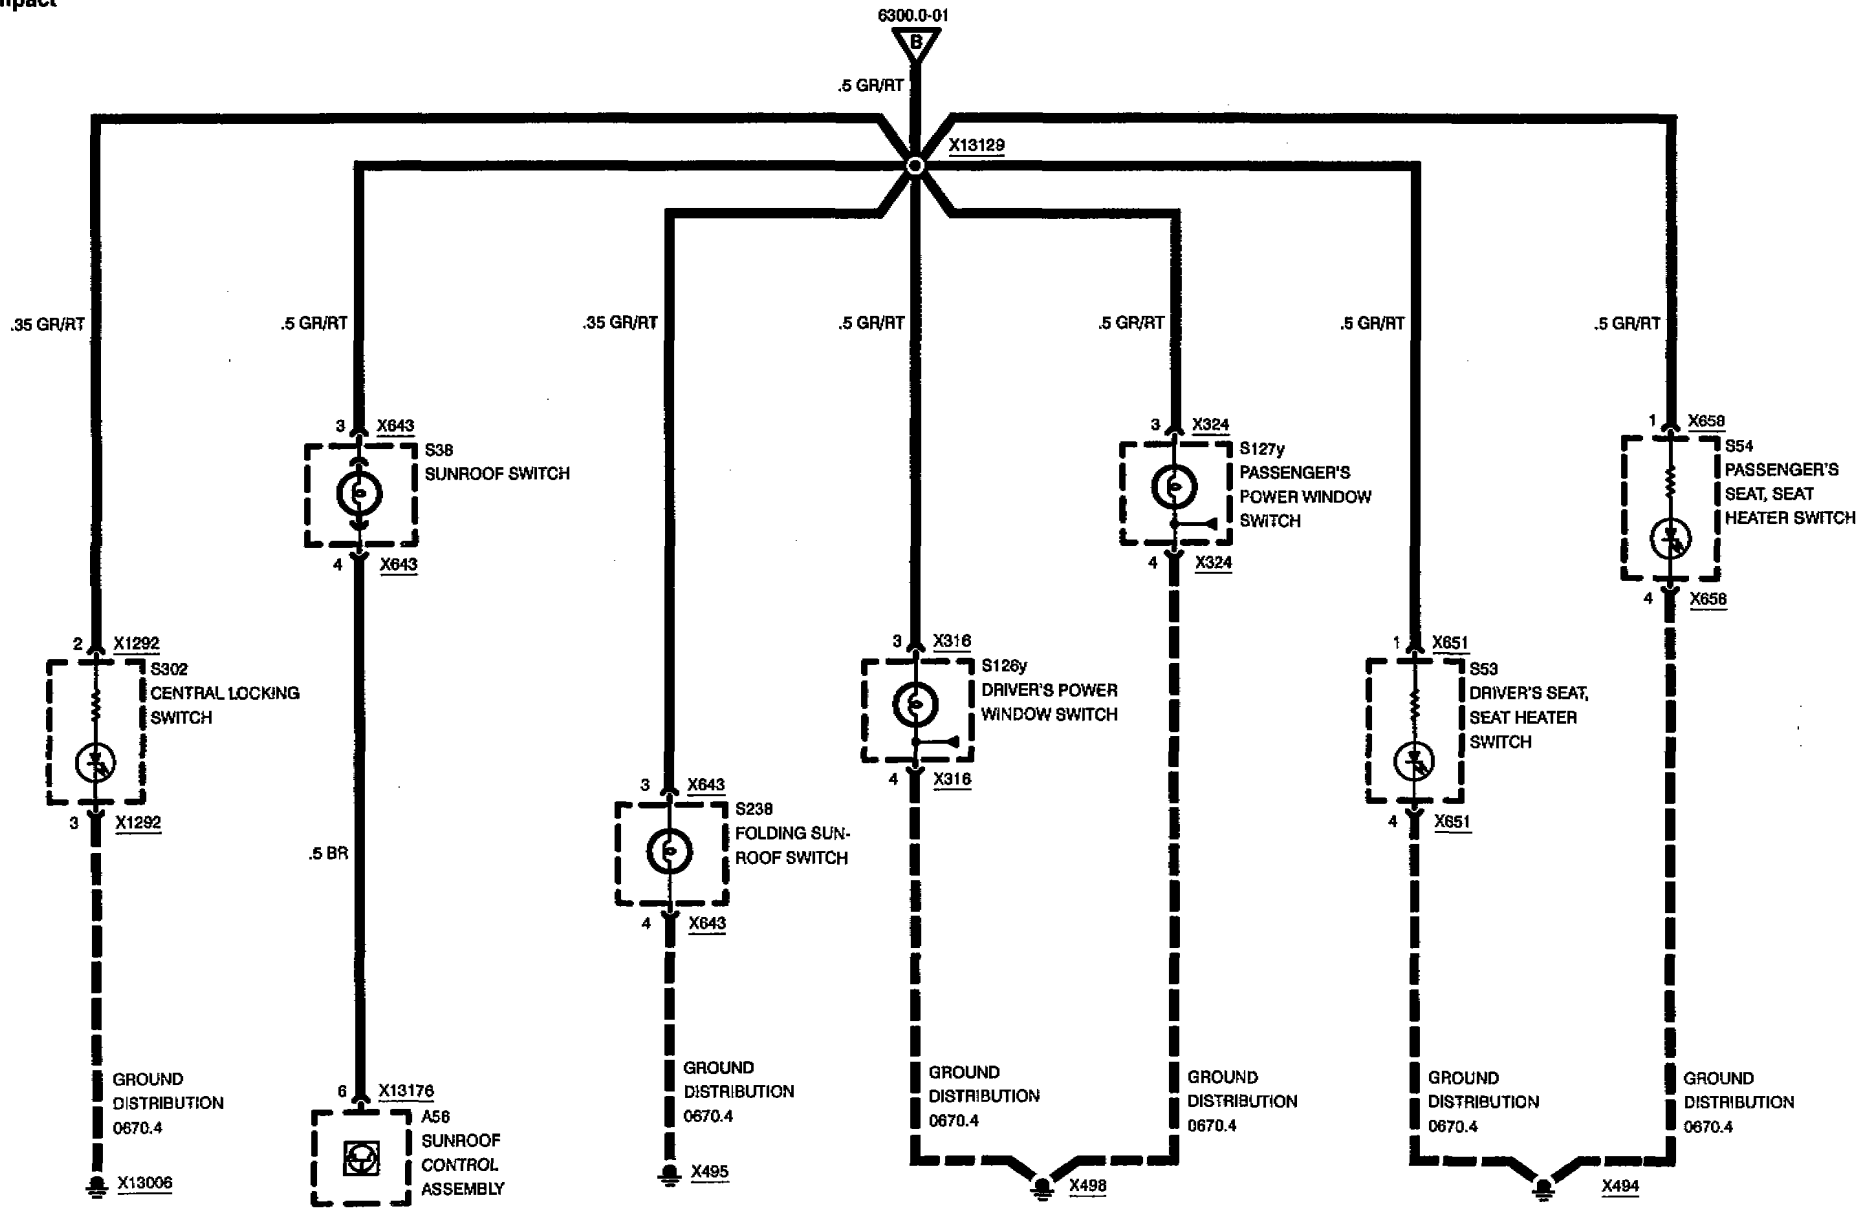 6300.0-01
B
.5 GR/RT
X13129
.35 GR/RT
.5 GR/RT
.35 GR/RT
.5 GR/RT
.5 GR/RT
.5 GR/RT
.5 GR/RT
3 X643
S38
SUNROOF SWITCH
4 X643
3 X324
S127y
PASSENGER'S
POWER WINDOW
SWITCH
4 X324
1 X658
S54
PASSENGER'S
SEAT, SEAT
HEATER SWITCH
4 X658
2 X1292
S302
CENTRAL LOCKING
SWITCH
3 X1292
3 X316
S126y
DRIVER'S POWER
WINDOW SWITCH
4 X316
1 X651
S53
DRIVER'S SEAT,
SEAT HEATER
SWITCH
4 X651
3 X643
S238
FOLDING SUN-
ROOF SWITCH
4 X643
.5 BR
GROUND
DISTRIBUTION
0670.4
X13006
6 X13176
A58
SUNROOF
CONTROL
ASSEMBLY
GROUND
DISTRIBUTION
0670.4
X495
GROUND
DISTRIBUTION
0670.4
GROUND
DISTRIBUTION
0670.4
X498
GROUND
DISTRIBUTION
0670.4
GROUND
DISTRIBUTION
0670.4
X494